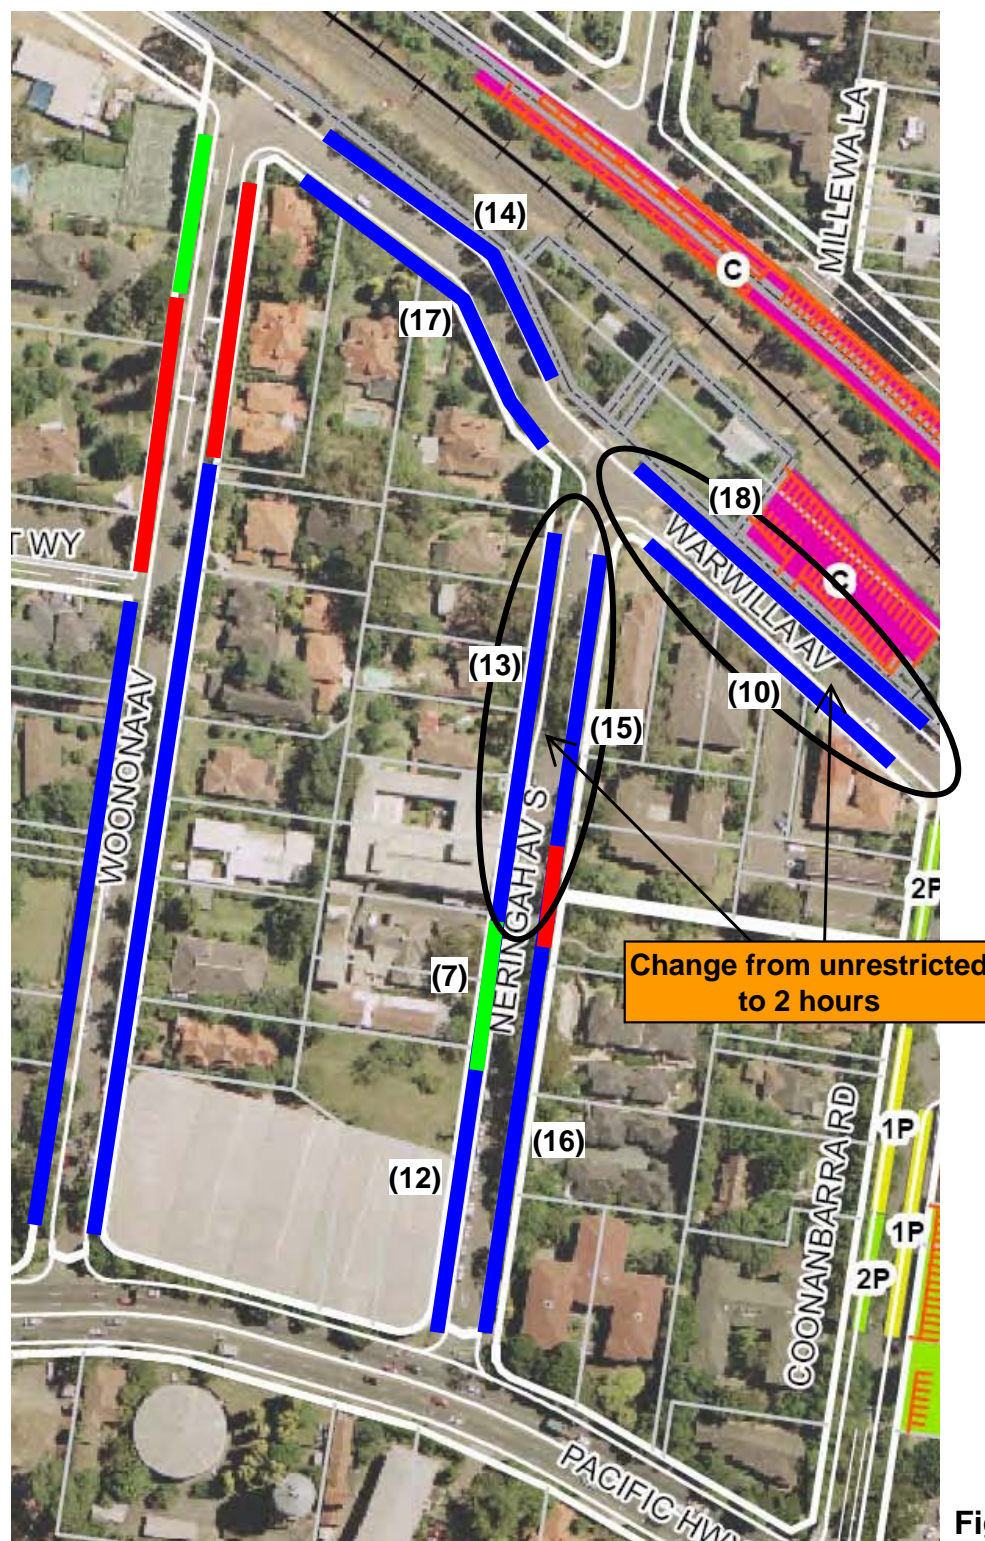 MILLEWA LA
(14)
C
(17)
(18)
T WY
WARWILLA AV
C
(13)
(10)
(15)
WOONONA AV
NERINGAH AV S
2P
Change from unrestricted
to 2 hours
(7)
1P
(16)
(12)
COONANBARRA RD
1P
2P
PACIFIC HWY
Fig